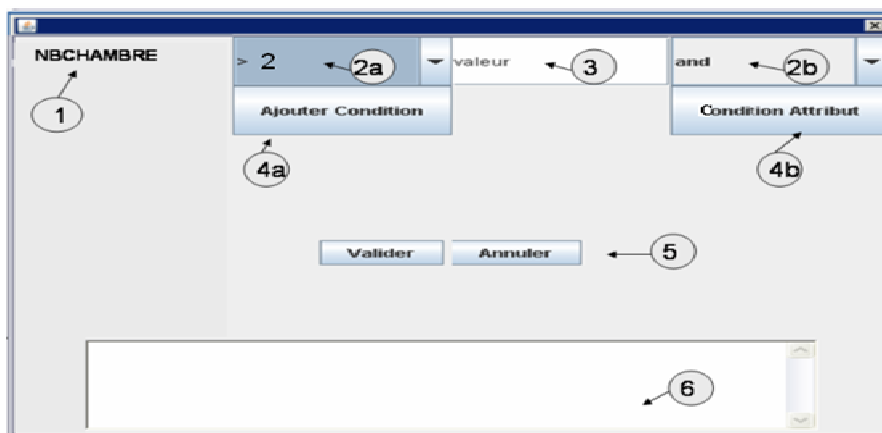 NBCHAMBRE
> 2
2a
valeur
3
and
2b
1
Ajouter Condition
Condition Attribut
4a
4b
Valider
Annuler
5
6